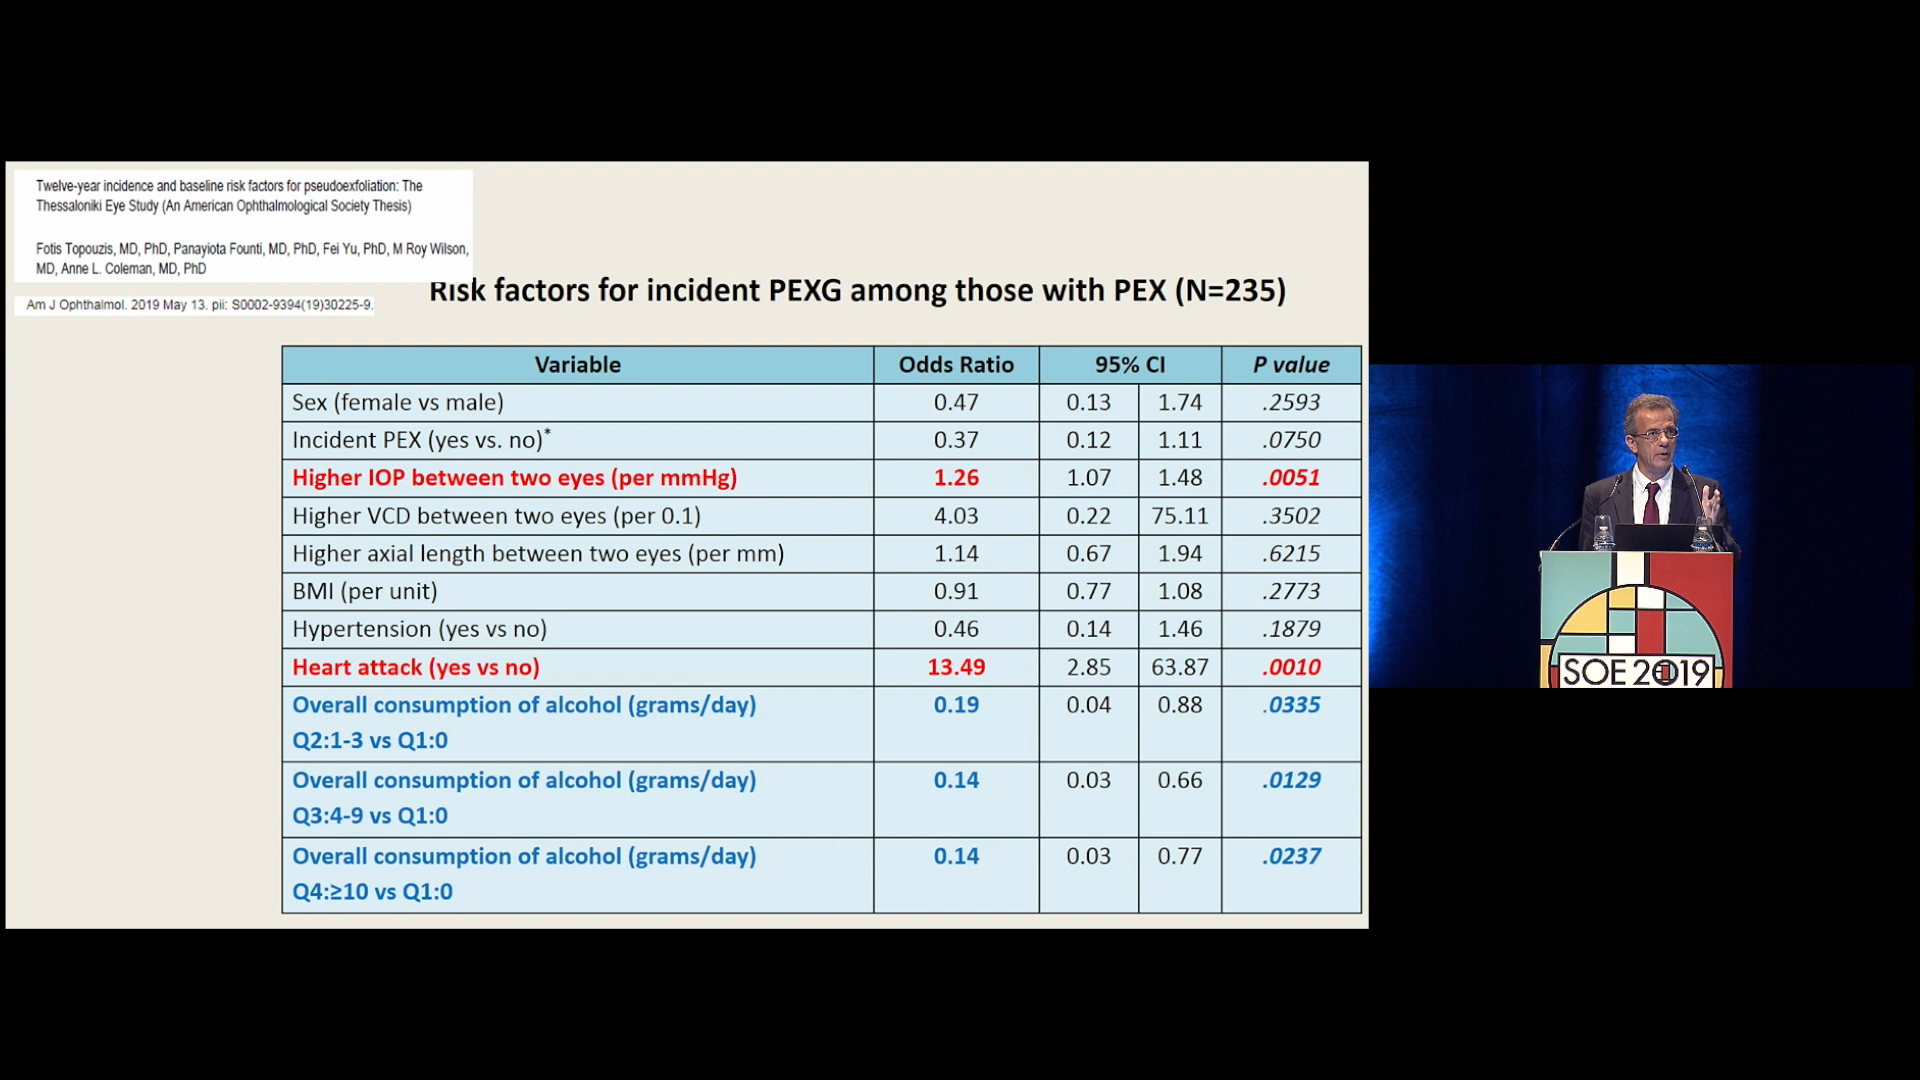 Twelve-year incidence and baseline risk factors for pseudoexfoliation: The
Thessaloniki Eye Study (An American Ophthalmological Society Thesis)
Fotis Topouzis, MD, PhD, Panayiota Founti, MD, PhD, Fei Yu, PhD, M Roy Wilson,
MD, Anne L. Coleman, MD, PhD
Am J Ophthalmol. 2019 May 13. pii: S0002-9394(19)30225-9.
Risk factors for incident PEXG among those with PEX (N=235)
Variable Odds Ratio 95% CI P value
Sex (female vs male) 0.47 0.13 1.74 .2593
Incident PEX (yes vs. no)* 0.37 0.12 1.11 .0750
Higher IOP between two eyes (per mmHg) 1.26 1.07 1.48 .0051
Higher VCD between two eyes (per 0.1) 4.03 0.22 75.11 .3502
Higher axial length between two eyes (per mm) 1.14 0.67 1.94 .6215
BMI (per unit) 0.91 0.77 1.08 .2773
Hypertension (yes vs no) 0.46 0.14 1.46 .1879
Heart attack (yes vs no) 13.49 2.85 63.87 .0010
Overall consumption of alcohol (grams/day) 0.19 0.04 0.88 .0335
Q2:1-3 vs Q1:0
Overall consumption of alcohol (grams/day) 0.14 0.03 0.66 .0129
Q3:4-9 vs Q1:0
Overall consumption of alcohol (grams/day) 0.14 0.03 0.77 .0237
Q4:≥10 vs Q1:0
SOE 2019